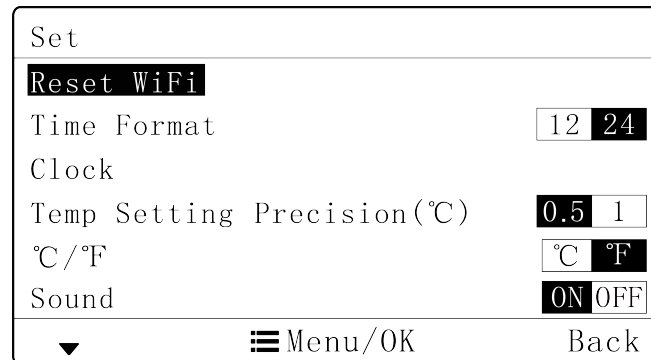 Set
Reset WiFi
Time Format 12 24
Clock
Temp Setting Precision(℃) 0.5 1
℃/℉ ℃ ℉
Sound ON OFF
Menu/OK Back